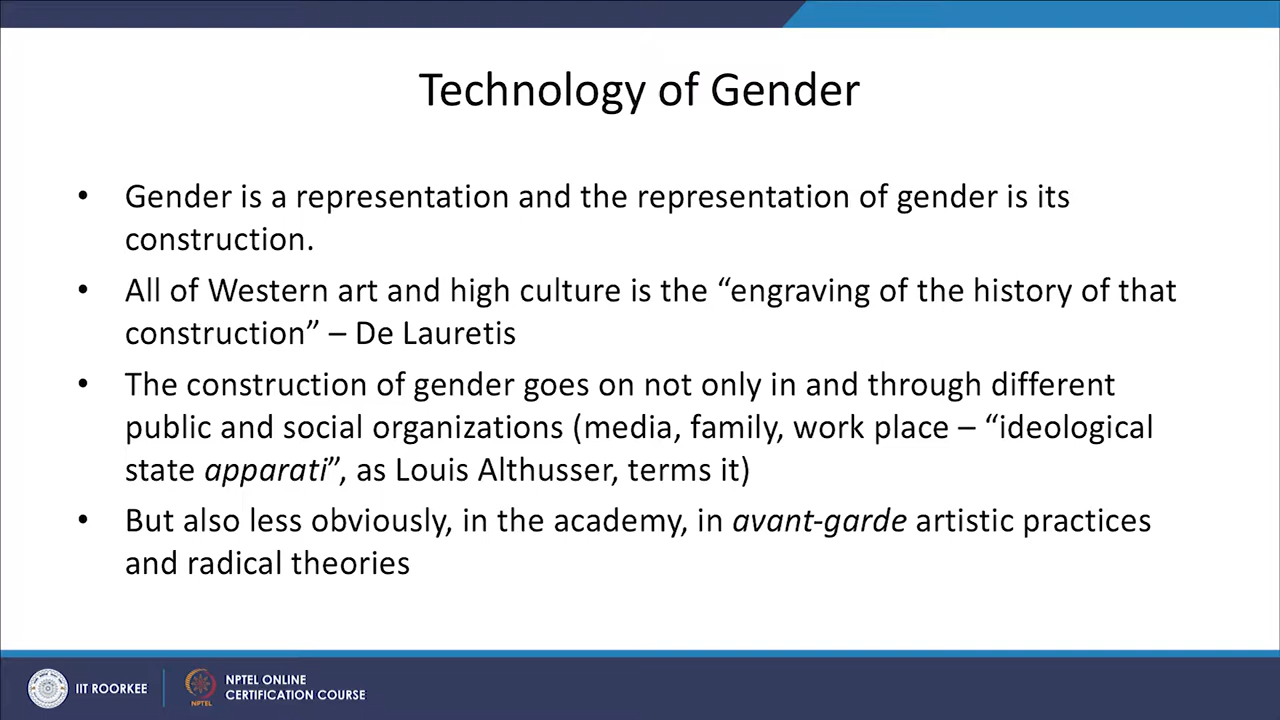 Technology of Gender
• Gender is a representation and the representation of gender is its
construction.
• All of Western art and high culture is the “engraving of the history of that
construction” – De Lauretis
• The construction of gender goes on not only in and through different
public and social organizations (media, family, work place – “ideological
state apparati”, as Louis Althusser, terms it)
• But also less obviously, in the academy, in avant-garde artistic practices
and radical theories
IIT ROORKEE
NPTEL
NPTEL ONLINE
CERTIFICATION COURSE